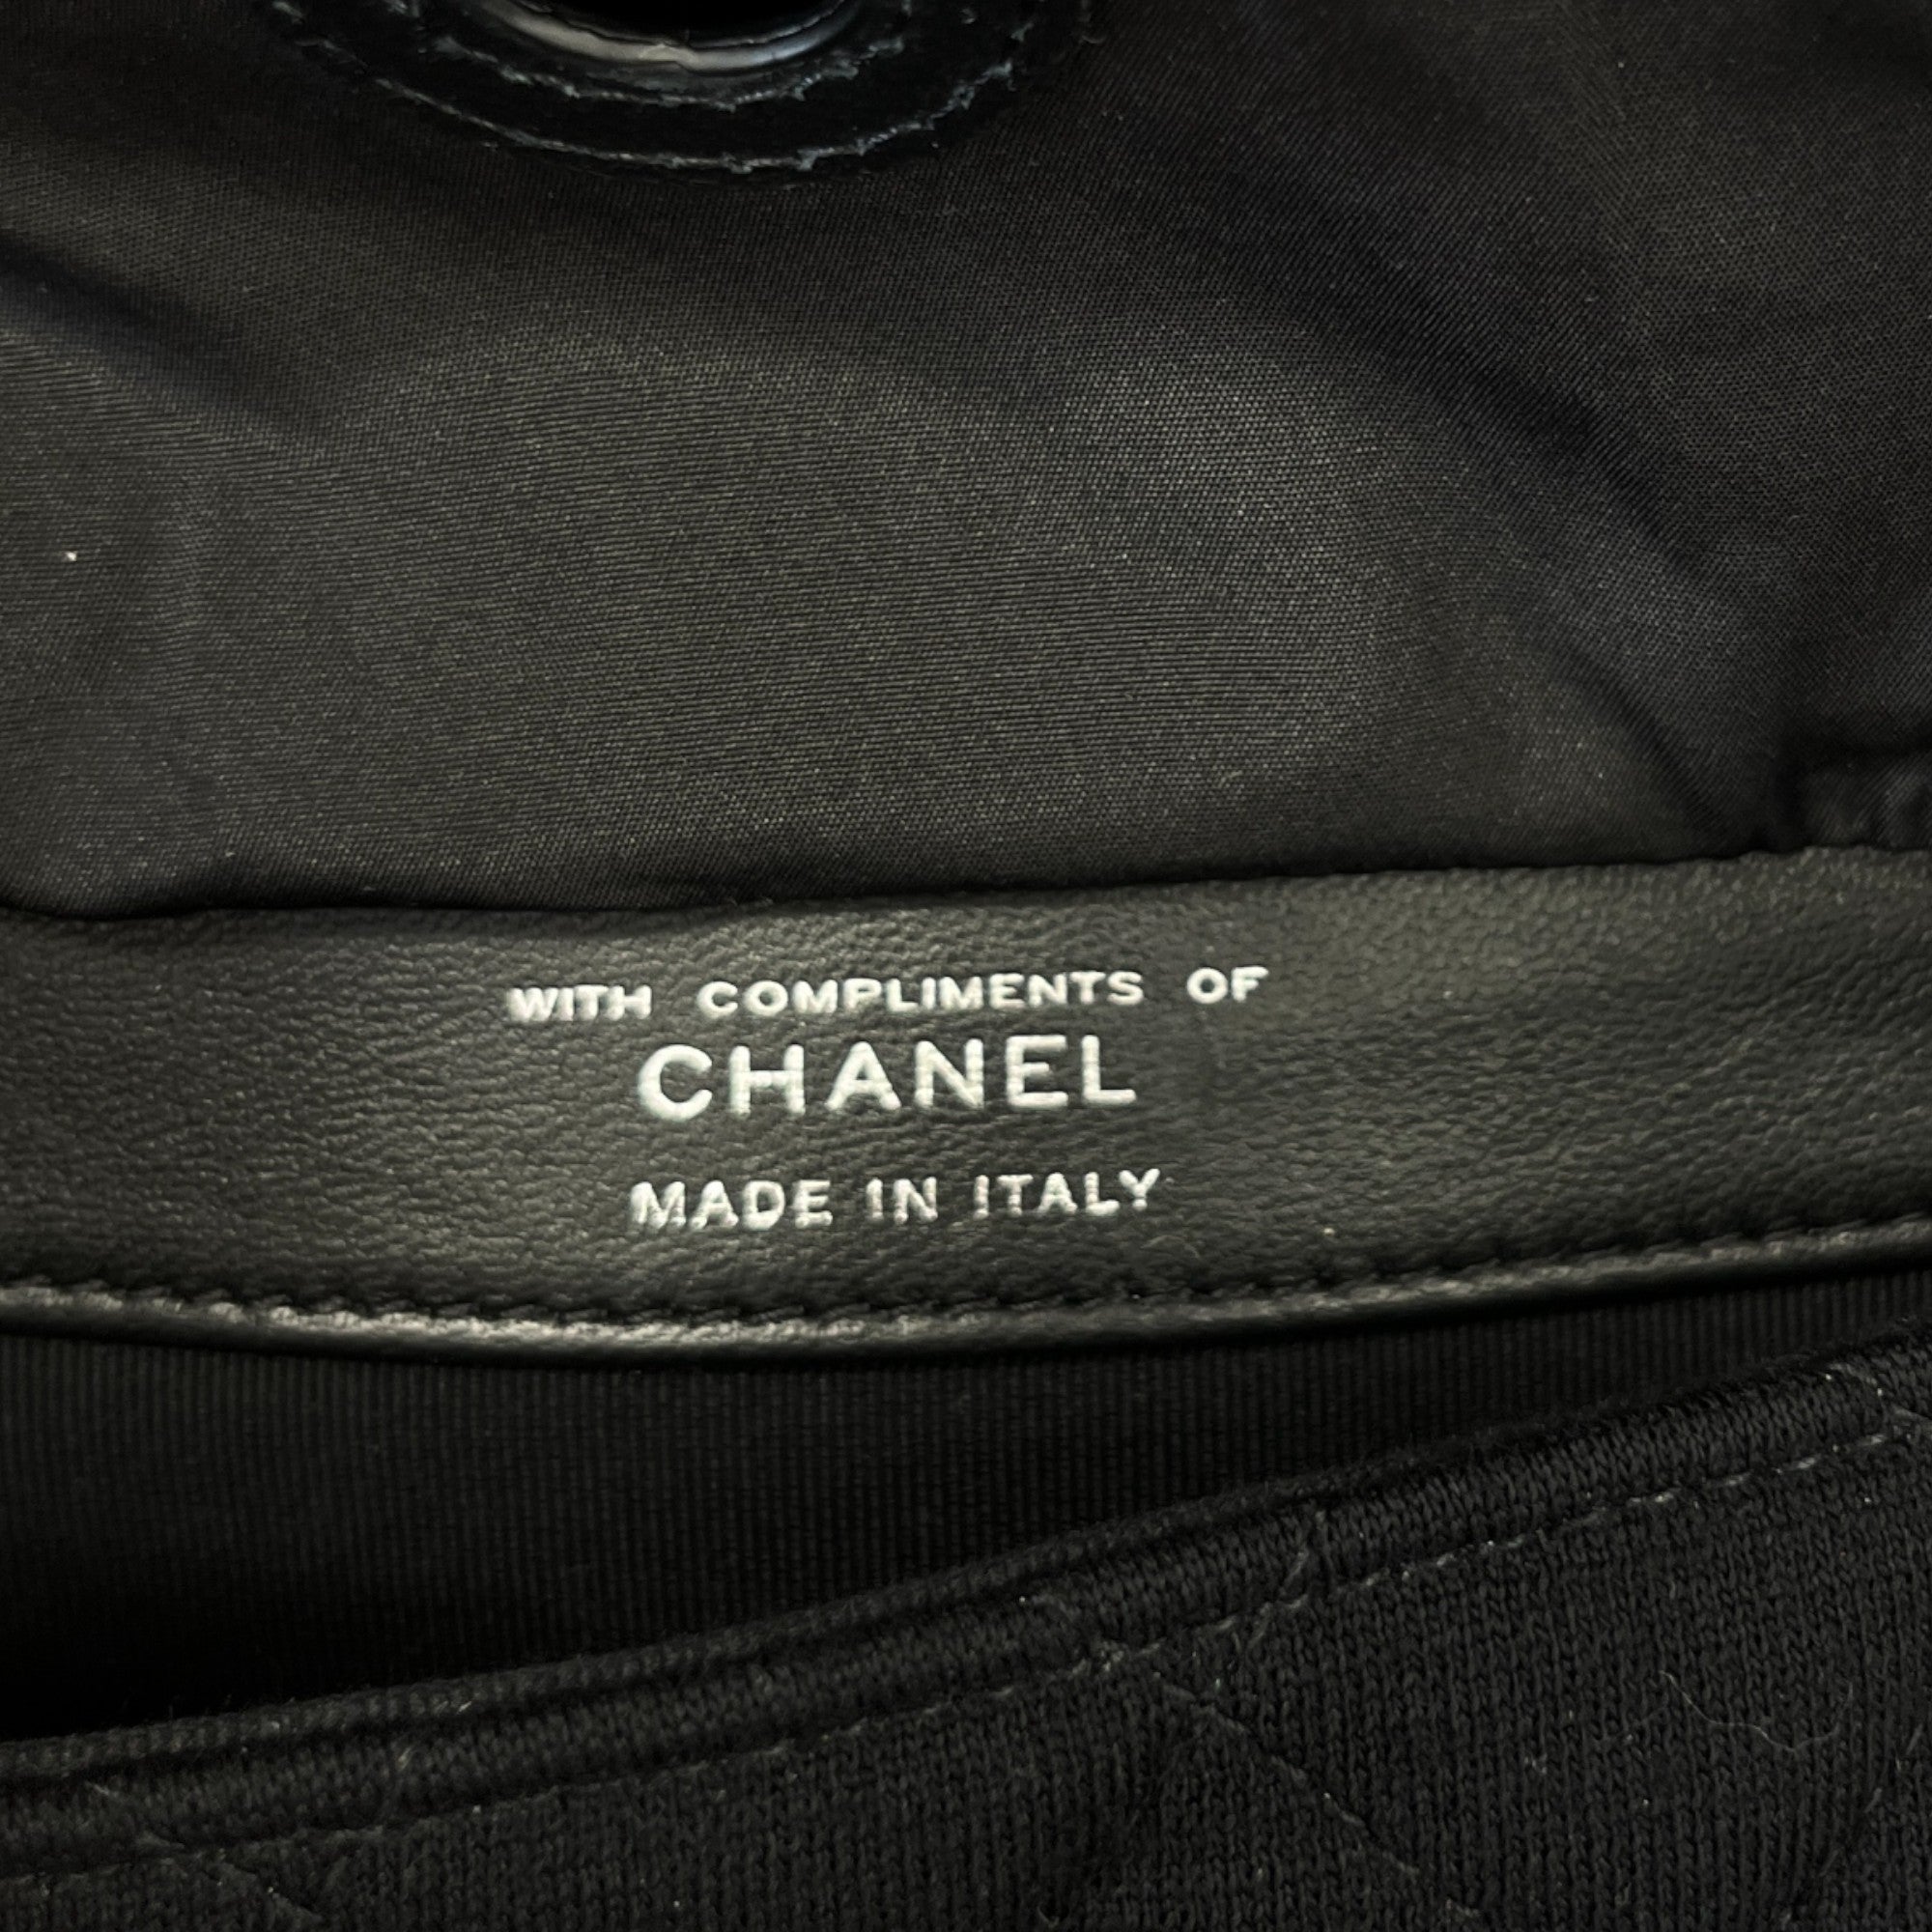 WITH COMPLIMENTS OF
CHANEL
MADE IN ITALY